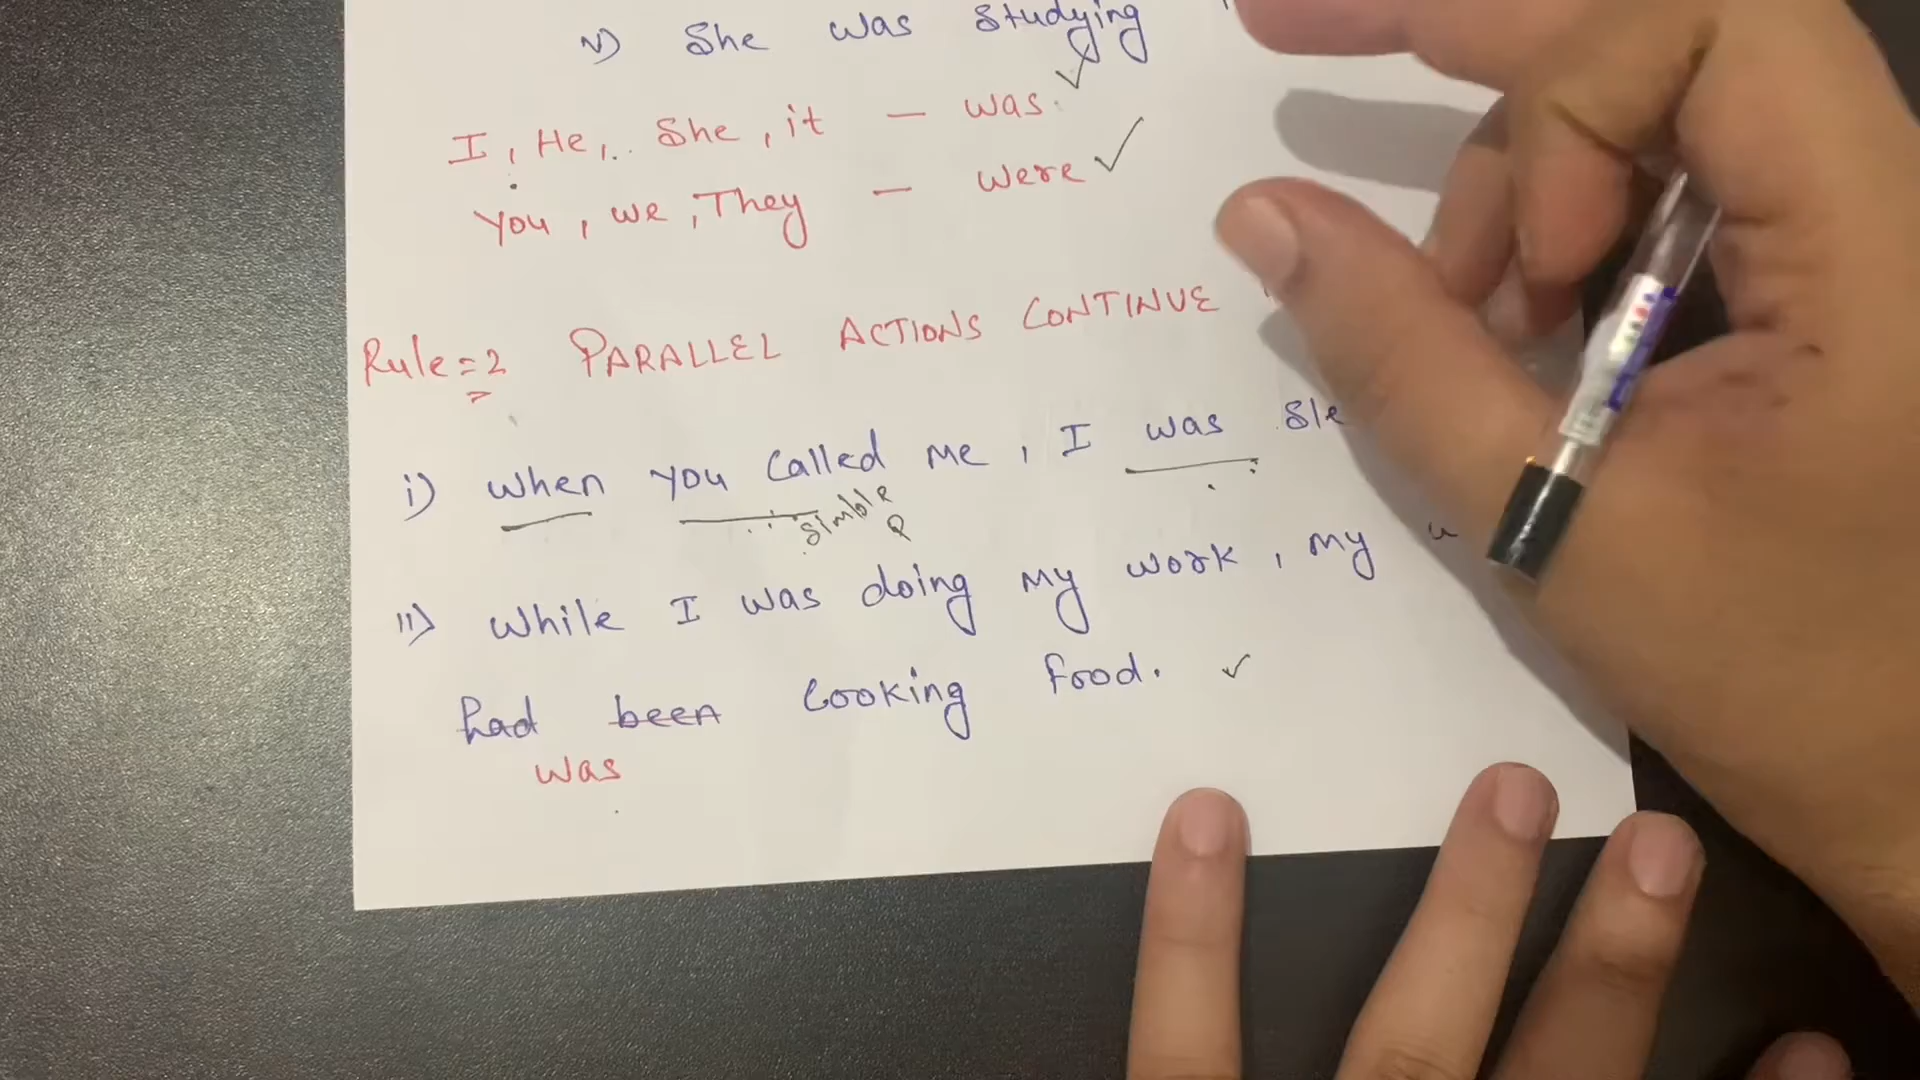 v) She was studying
I, He, She, it — was.
You, we, They — were
Rule=2 PARALLEL ACTIONS CONTINUE
i) when you called me, I was
simple
P
ii) While I was doing my work, my
had been cooking food.
was